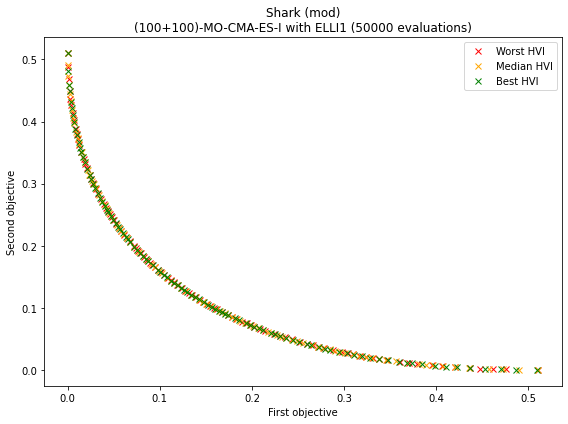 Shark (mod)
(100+100)-MO-CMA-ES-I with ELLI1 (50000 evaluations)
Worst HVI
Median HVI
Best HVI
Second objective
0.5
0.4
0.3
0.2
0.1
0.0
0.0 0.1 0.2 0.3 0.4 0.5
First objective